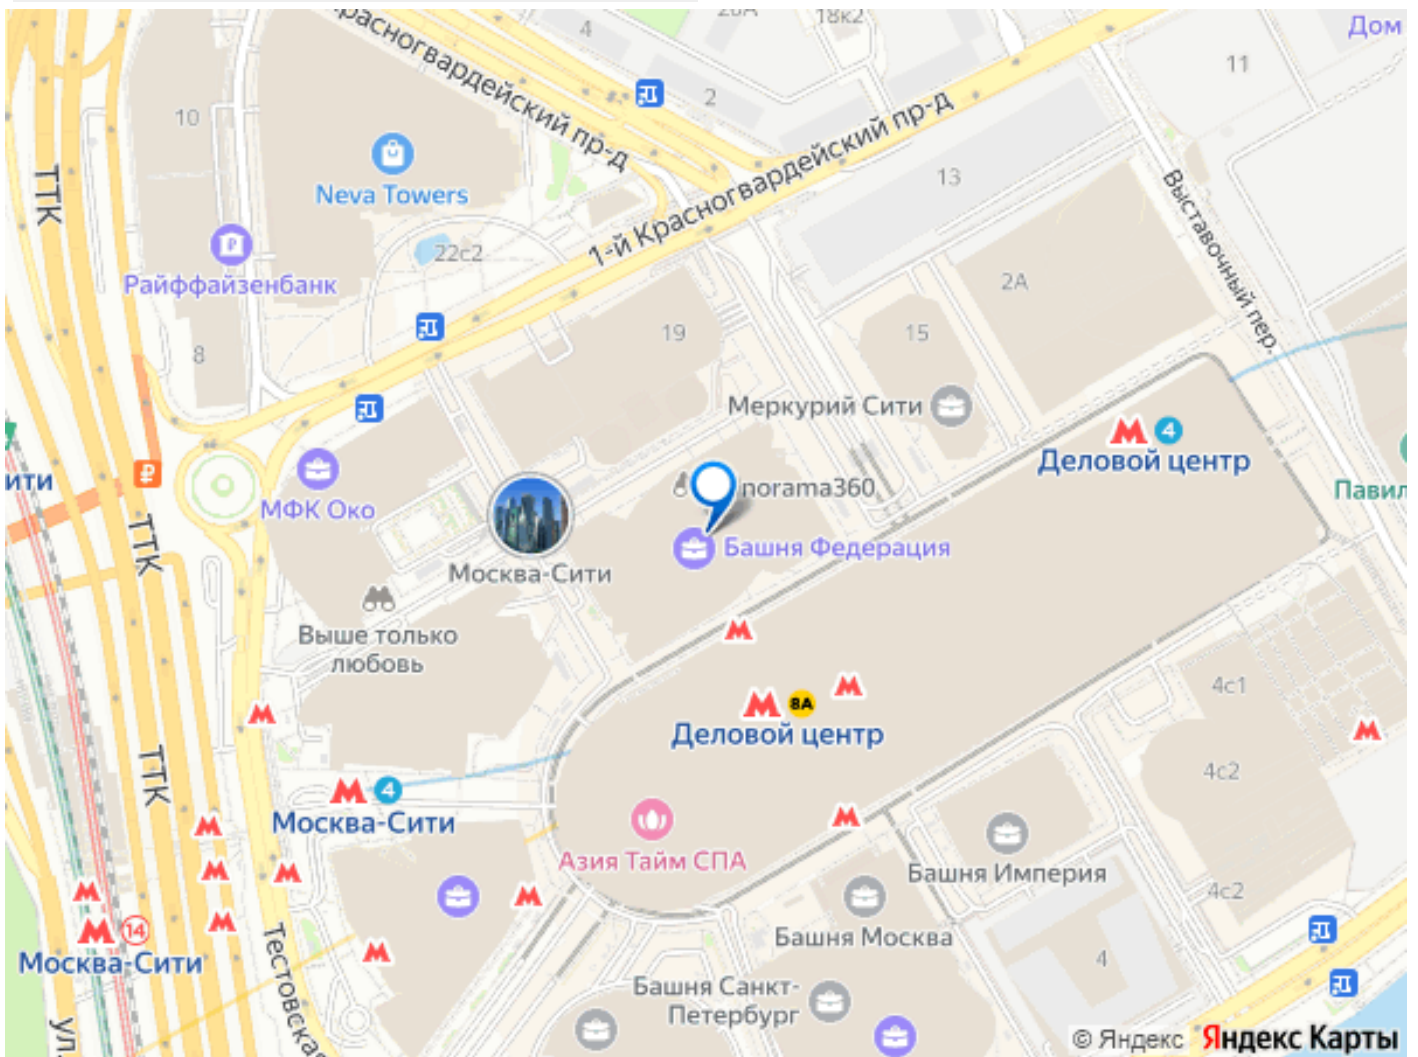 18к2
4
Дом
Красногвардейский пр-д
11
2
10
1-й Красногвардейский пр-д
Neva Towers
13
ТТК
Выставочный пер.
22с2
Райффайзенбанк
2А
19
15
8
Меркурий Сити
4
Деловой центр
ити
МФК Око
norama360
Павил
Москва-Сити
Башня Федерация
ТТК
Выше только
любовь
4с1
8А
Деловой центр
4с2
ТТК
4
Москва-Сити
Азия Тайм СПА
Башня Империя
4с2
14
Москва-Сити
Башня Москва
4
Тестовская
Башня Санкт-
Петербург
ул.
© Яндекс Яндекс Карты